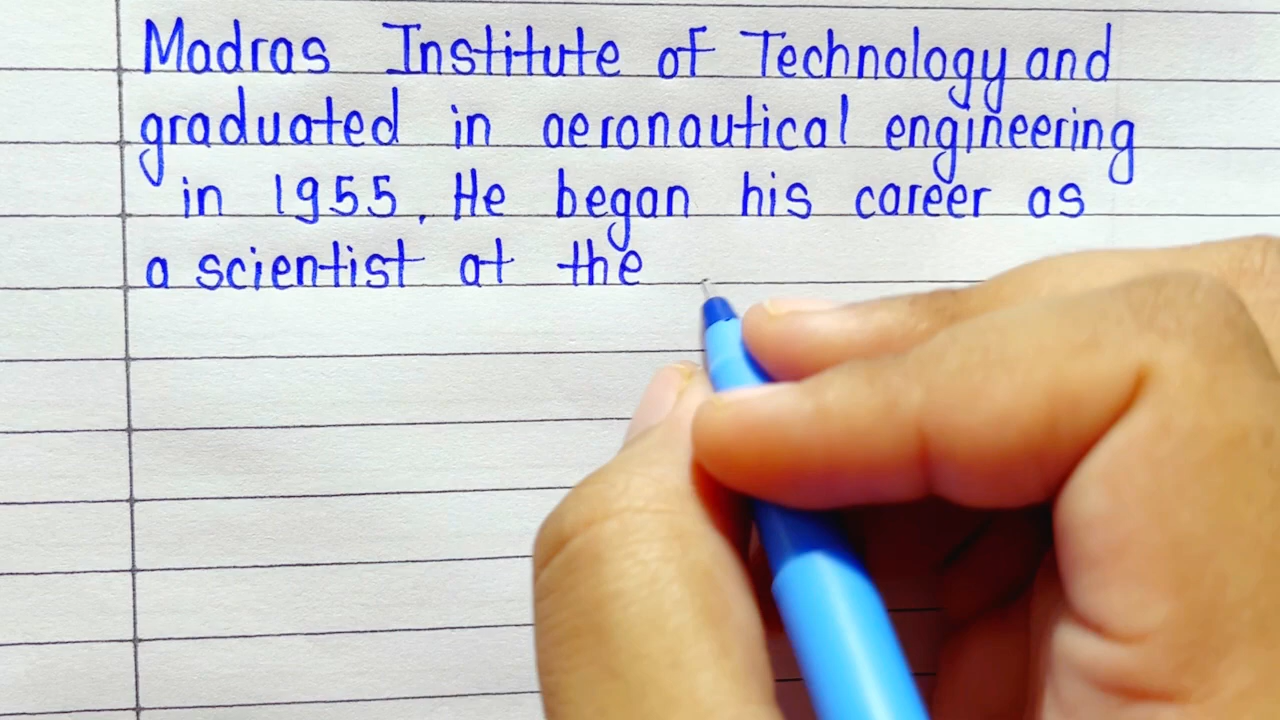 Madras Institute of Technology and
graduated in aeronautical engineering
in 1955. He began his career as
a scientist at the